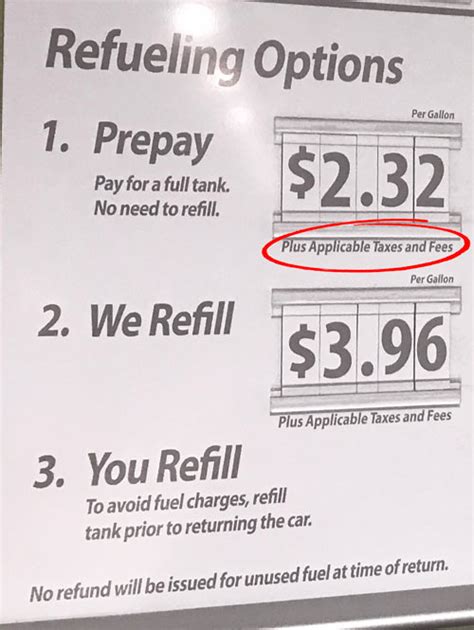 Refueling Options
Per Gallon
1. Prepay
$2.32
Pay for a full tank.
No need to refill.
Plus Applicable Taxes and Fees
Per Gallon
2. We Refill
$3.96
Plus Applicable Taxes and Fees
3. You Refill
To avoid fuel charges, refill
tank prior to returning the car.
No refund will be issued for unused fuel at time of return.